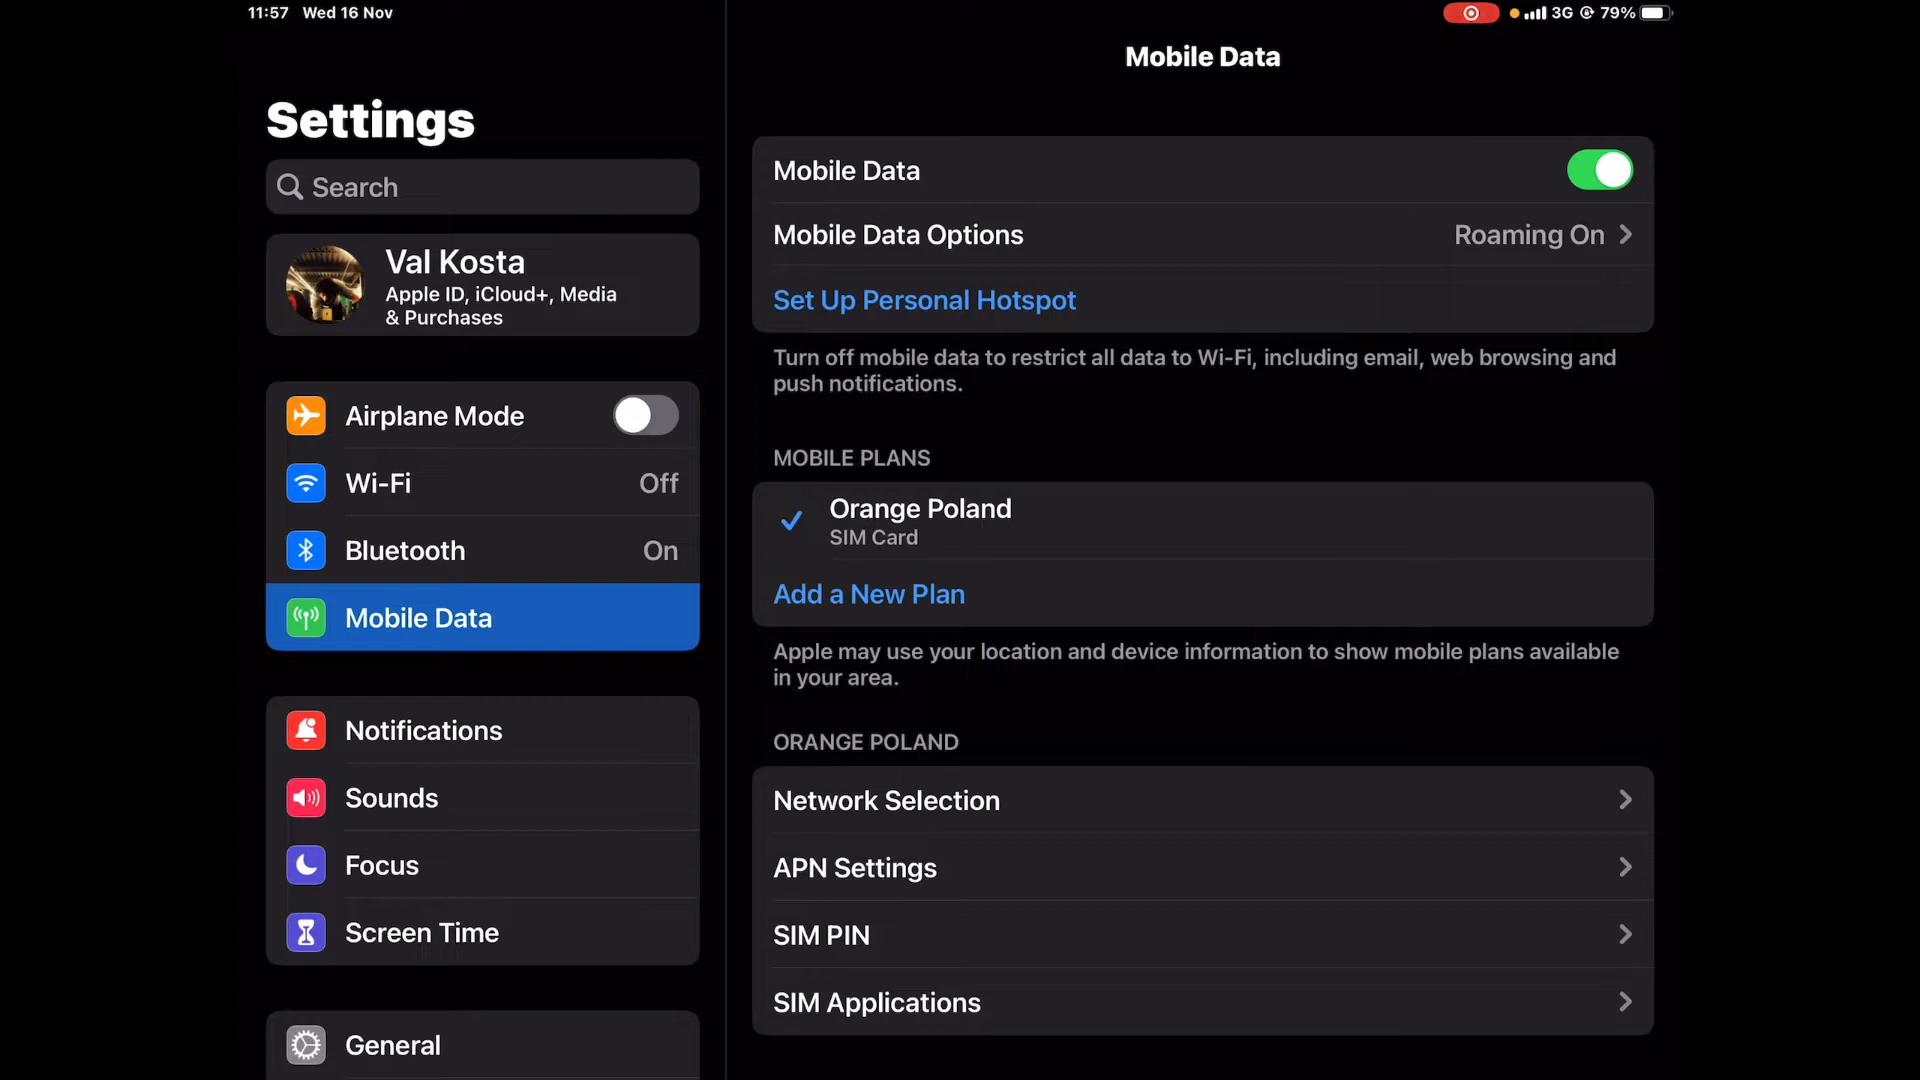 11:57 Wed 16 Nov
3G 79%
Settings
Search
Val Kosta
Apple ID, iCloud+, Media
& Purchases
Airplane Mode
Wi-Fi Off
Bluetooth On
Mobile Data
Notifications
Sounds
Focus
Screen Time
General
Mobile Data
Mobile Data
Mobile Data Options Roaming On
Set Up Personal Hotspot
Turn off mobile data to restrict all data to Wi-Fi, including email, web browsing and
push notifications.
MOBILE PLANS
Orange Poland
SIM Card
Add a New Plan
Apple may use your location and device information to show mobile plans available
in your area.
ORANGE POLAND
Network Selection
APN Settings
SIM PIN
SIM Applications